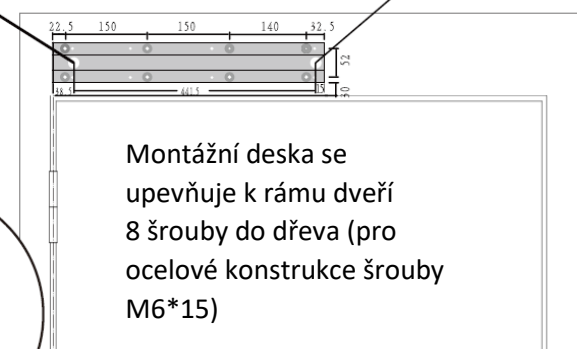 22.5 150 150 140 32.5
52
38.5 441.5 15 30
Montážní deska se
upevňuje k rámu dveří
8 šrouby do dřeva (pro
ocelové konstrukce šrouby
M6*15)